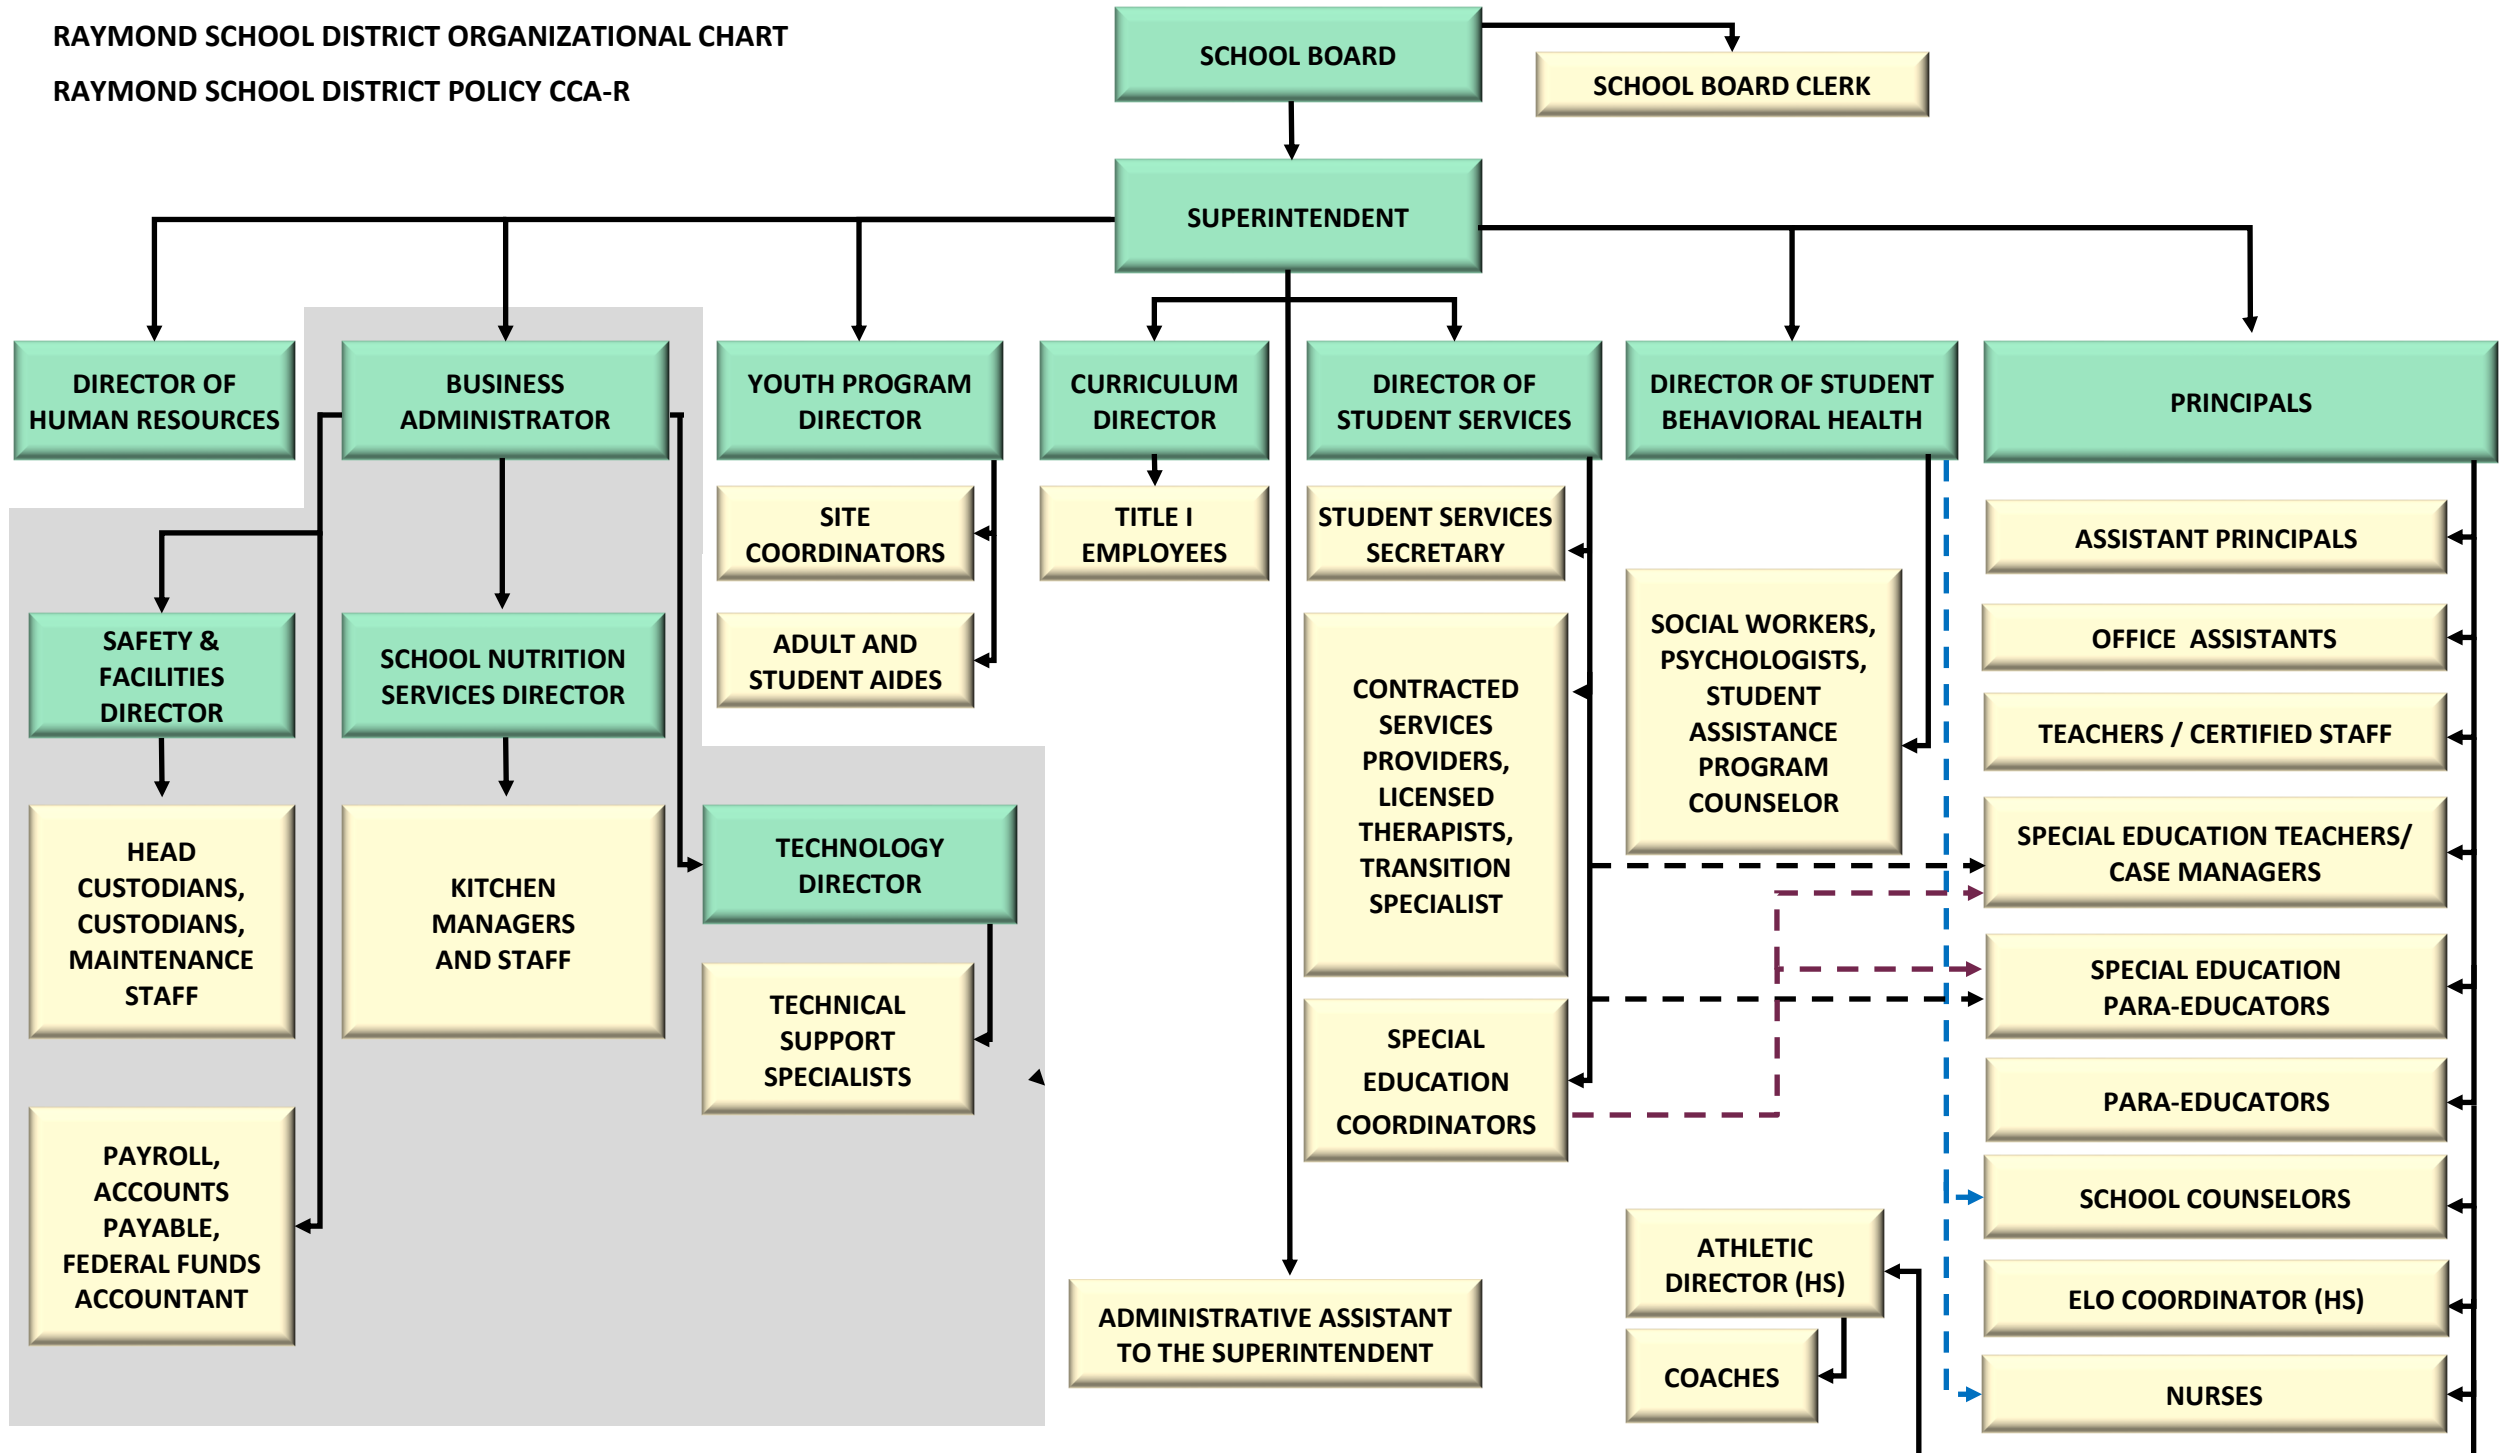 RAYMOND SCHOOL DISTRICT ORGANIZATIONAL CHART
RAYMOND SCHOOL DISTRICT POLICY CCA-R
SCHOOL BOARD
SCHOOL BOARD CLERK
SUPERINTENDENT
DIRECTOR OF
HUMAN RESOURCES
BUSINESS
ADMINISTRATOR
YOUTH PROGRAM
DIRECTOR
CURRICULUM
DIRECTOR
DIRECTOR OF
STUDENT SERVICES
DIRECTOR OF STUDENT
BEHAVIORAL HEALTH
PRINCIPALS
SITE
COORDINATORS
TITLE I
EMPLOYEES
STUDENT SERVICES
SECRETARY
ASSISTANT PRINCIPALS
SAFETY &
FACILITIES
DIRECTOR
SCHOOL NUTRITION
SERVICES DIRECTOR
ADULT AND
STUDENT AIDES
CONTRACTED
SERVICES
PROVIDERS,
LICENSED
THERAPISTS,
TRANSITION
SPECIALIST
SOCIAL WORKERS,
PSYCHOLOGISTS,
STUDENT
ASSISTANCE
PROGRAM
COUNSELOR
OFFICE  ASSISTANTS
TEACHERS / CERTIFIED STAFF
HEAD
CUSTODIANS,
CUSTODIANS,
MAINTENANCE
STAFF
KITCHEN
MANAGERS
AND STAFF
TECHNOLOGY
DIRECTOR
SPECIAL EDUCATION TEACHERS/
CASE MANAGERS
TECHNICAL
SUPPORT
SPECIALISTS
SPECIAL
EDUCATION
COORDINATORS
SPECIAL EDUCATION
PARA-EDUCATORS
PARA-EDUCATORS
PAYROLL,
ACCOUNTS
PAYABLE,
FEDERAL FUNDS
ACCOUNTANT
SCHOOL COUNSELORS
ADMINISTRATIVE ASSISTANT
TO THE SUPERINTENDENT
ATHLETIC
DIRECTOR (HS)
ELO COORDINATOR (HS)
COACHES
NURSES